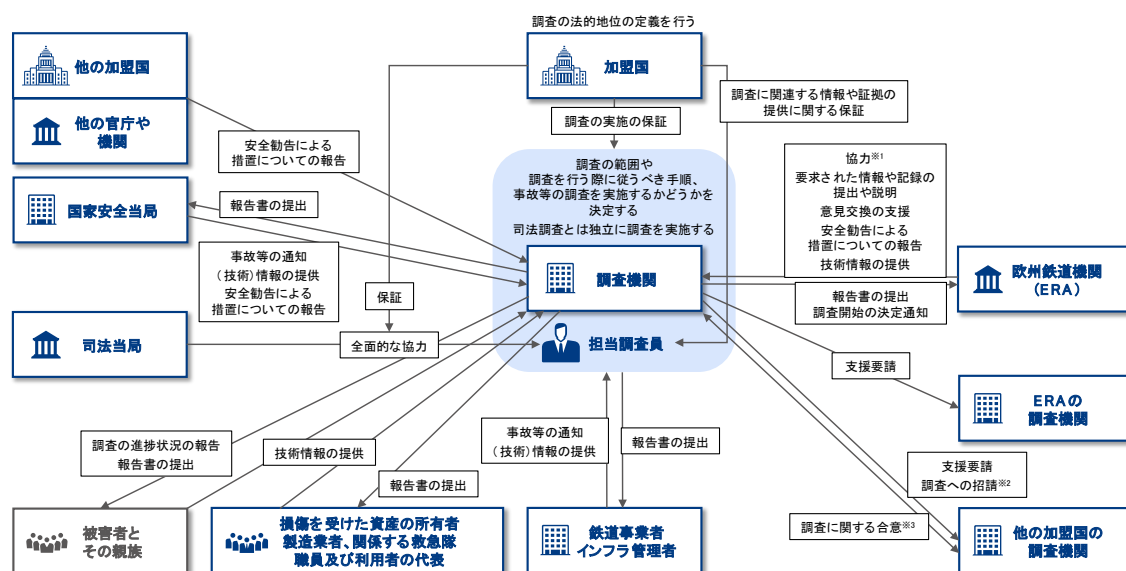 調査の法的地位の定義を行う
他の加盟国
加盟国
調査に関連する情報や証拠の
提供に関する保証
他の官庁や
機関
調査の実施の保証
安全勧告による
措置についての報告
調査の範囲や
調査を行う際に従うべき手順、
事故等の調査を実施するかどうかを
決定する
司法調査とは独立に調査を実施する
協力※1
要求された情報や記録の
提出や説明
意見交換の支援
安全勧告による
措置についての報告
技術情報の提供
国家安全当局
報告書の提出
事故等の通知
(技術)情報の提供
安全勧告による
措置についての報告
調査機関
欧州鉄道機関
(ERA)
保証
報告書の提出
調査開始の決定通知
司法当局
全面的な協力
担当調査員
支援要請
ERAの
調査機関
調査の進捗状況の報告
報告書の提出
技術情報の提供
事故等の通知
(技術)情報の提供
報告書の提出
報告書の提出
支援要請
調査への招請※2
調査に関する合意※3
被害者と
その親族
損傷を受けた資産の所有者
製造業者、関係する救急隊
職員及び利用者の代表
鉄道事業者
インフラ管理者
他の加盟国の
調査機関